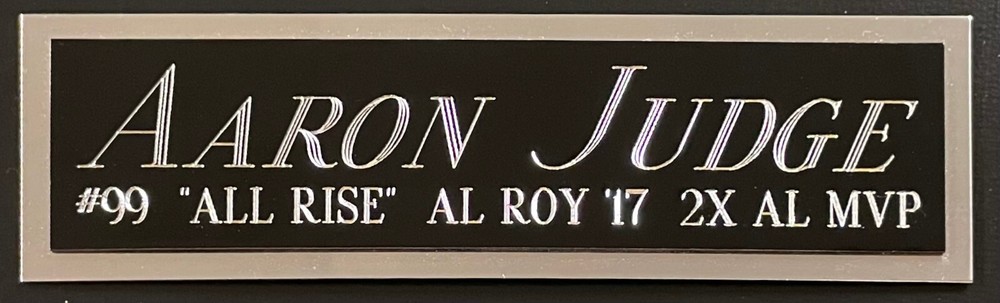 AARON JUDGE
#99 "ALL RISE" AL ROY '17 2X AL MVP